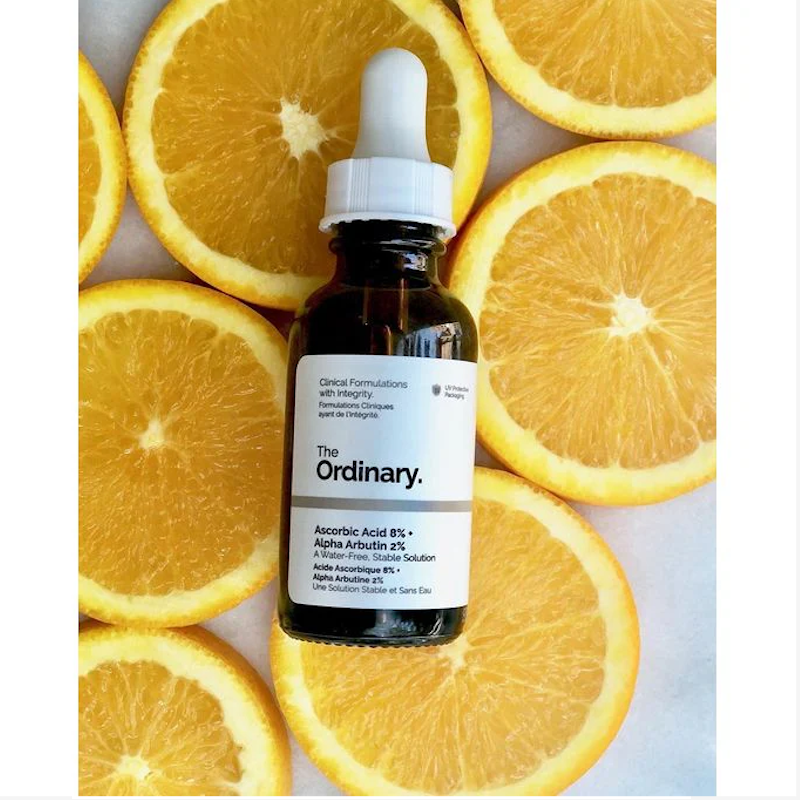 Clinical Formulations
with Integrity.
Formulations Cliniques
ayant de l'Intégrité.
UV Protective
Packaging
The
Ordinary.
Ascorbic Acid 8% +
Alpha Arbutin 2%
A Water-Free, Stable Solution
Acide Ascorbique 8% +
Alpha Arbutine 2%
Une Solution Stable et Sans Eau